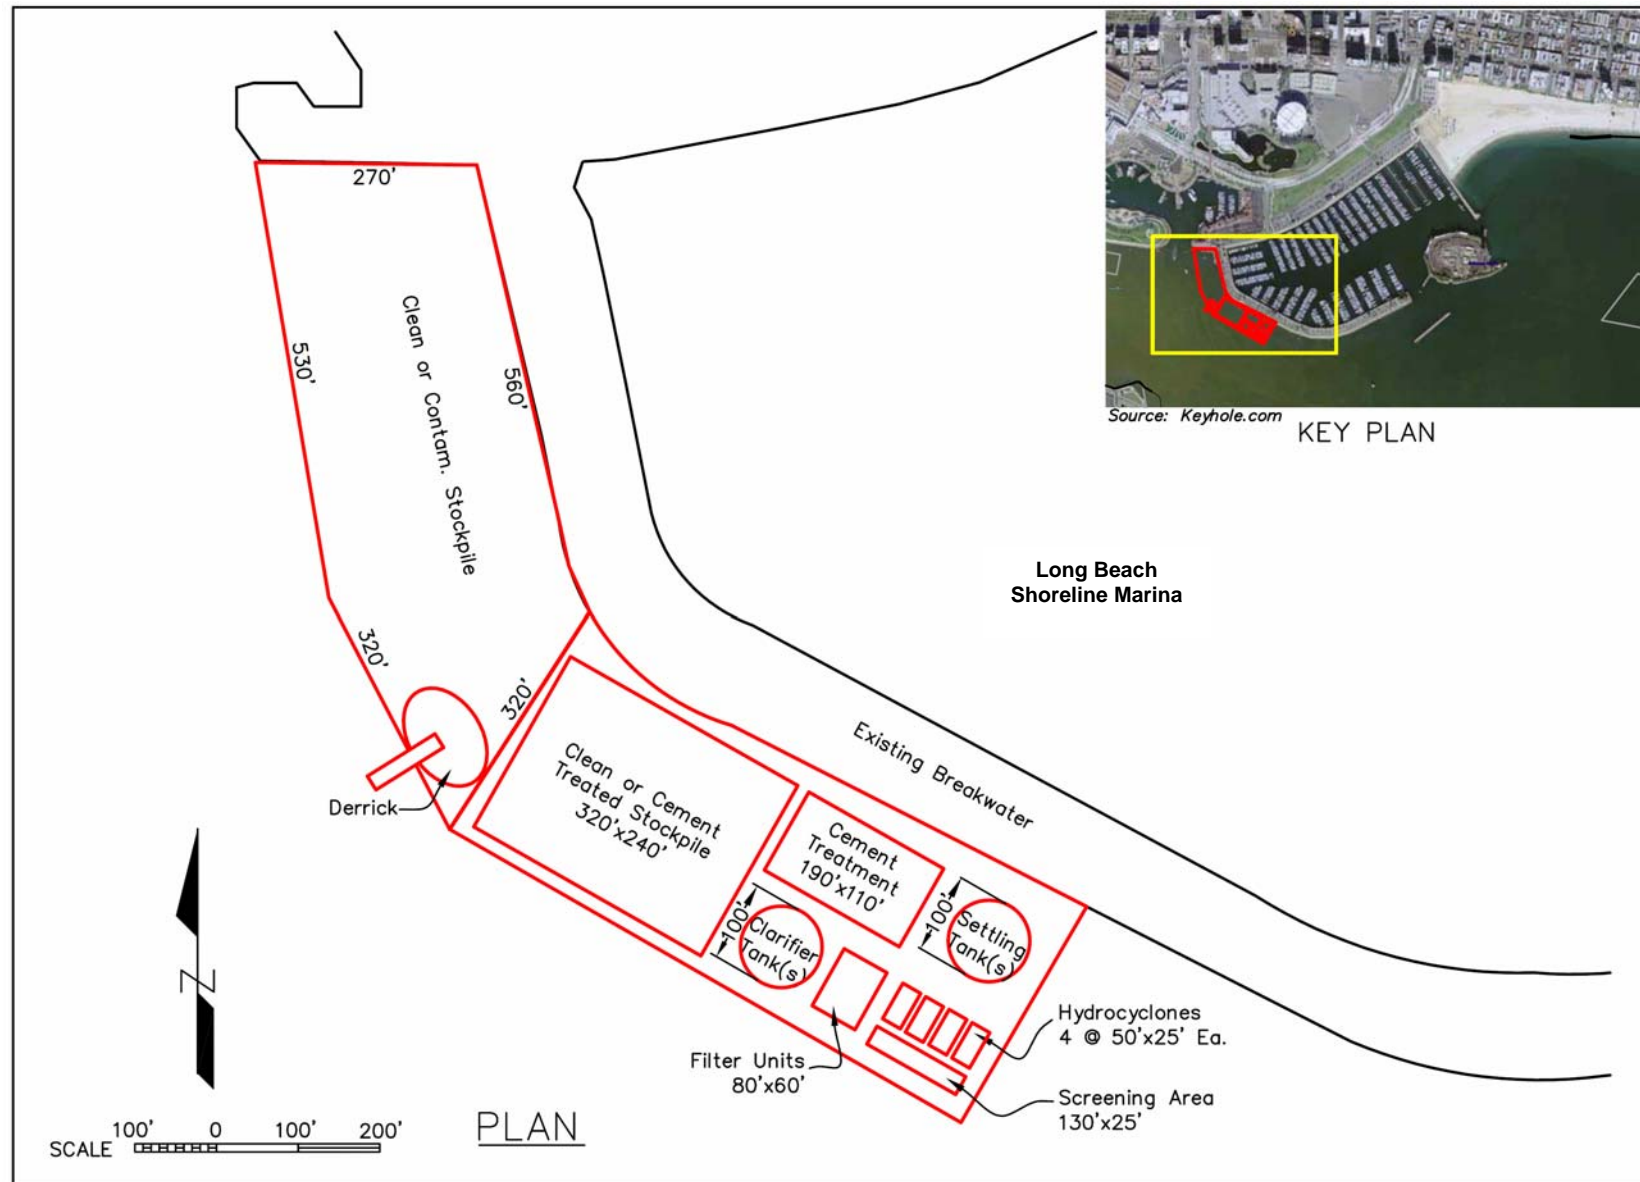 Source: Keyhole.com
KEY PLAN
270'
530'
Clean or Contam. Stockpile
560'
320'
320'
Long Beach
Shoreline Marina
Derrick
Clean or Cement
Treated Stockpile
320'x240'
Existing Breakwater
Cement
Treatment
190'x110'
100'
Clarifier
Tank(s)
100'
Settling
Tank(s)
Hydrocyclones
4 @ 50'x25' Ea.
Filter Units
80'x60'
Screening Area
130'x25'
N
SCALE
100' 0 100' 200'
PLAN